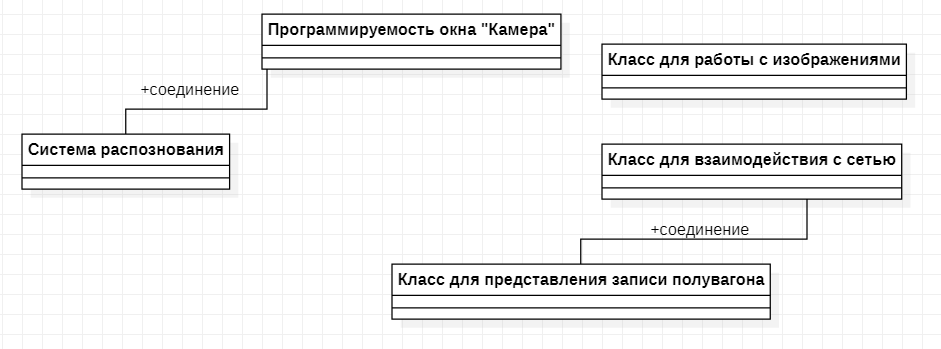 Программируемость окна "Камера"
Класс для работы с изображениями
+соединение
Система распознования
Класс для взаимодействия с сетью
+соединение
Класс для представления записи полувагона